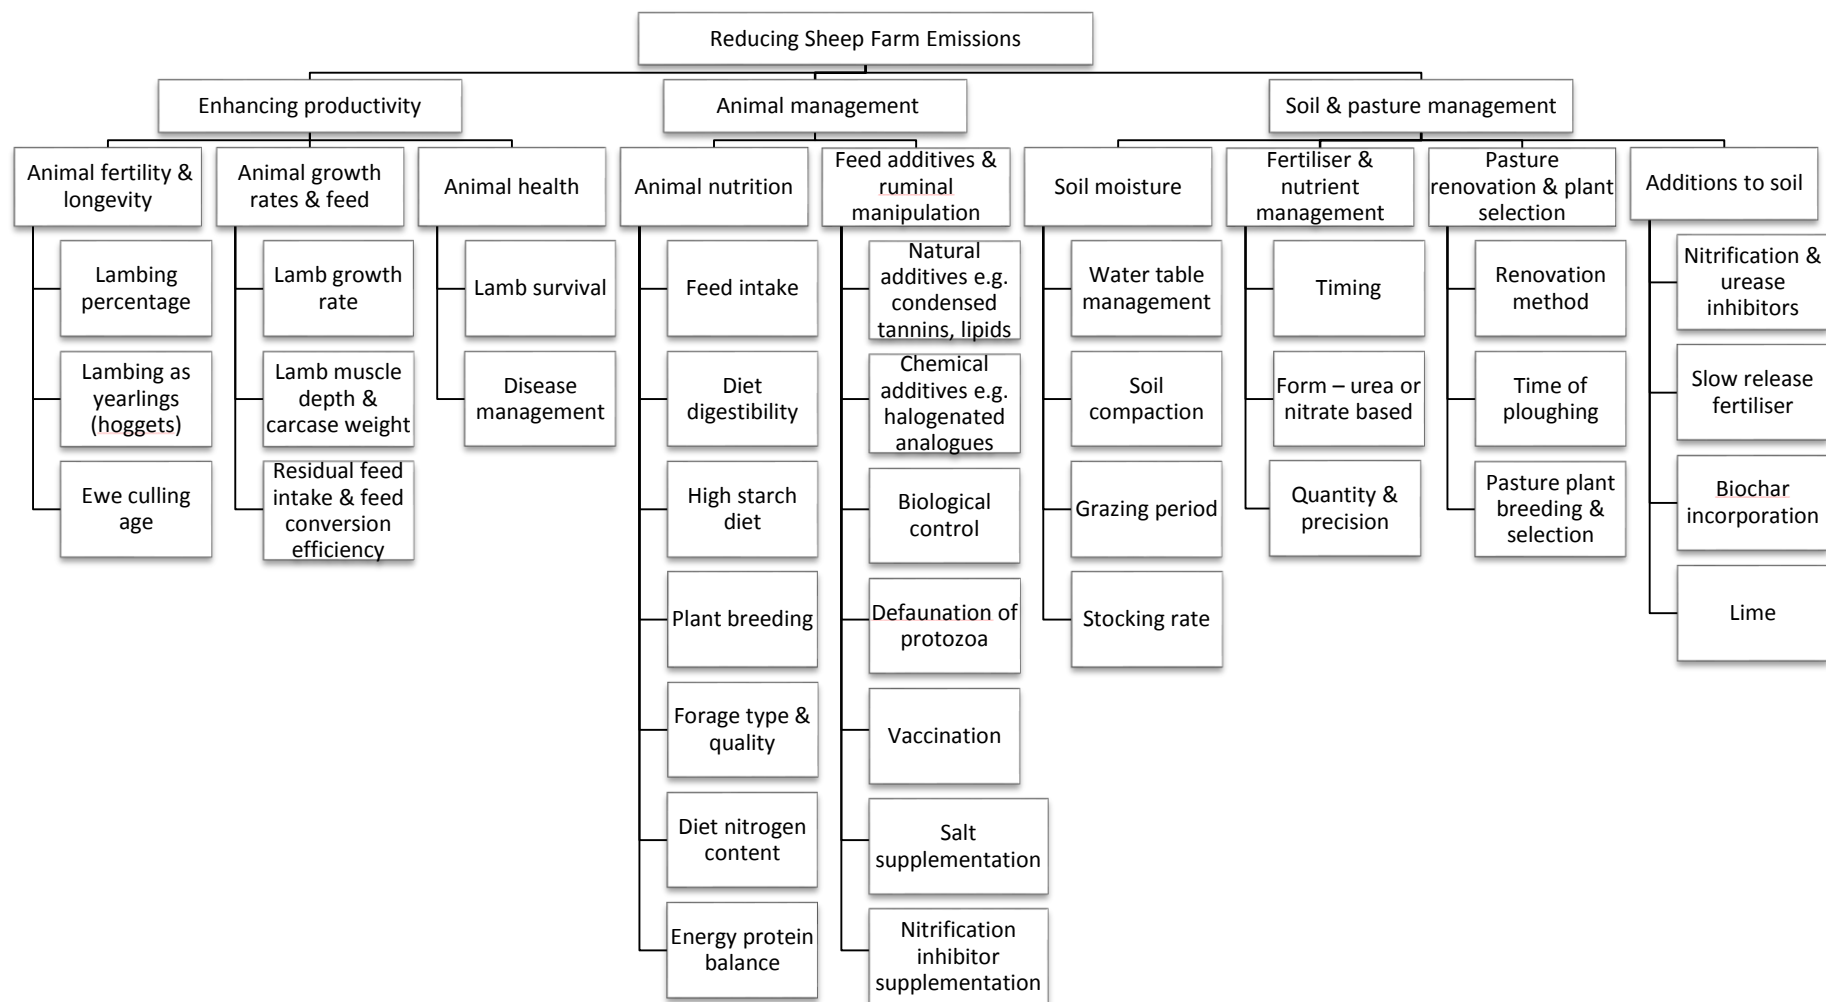 Reducing Sheep Farm Emissions
Enhancing productivity
Animal management
Soil & pasture management
Animal fertility &
longevity
Animal growth
rates & feed
Animal health
Animal nutrition
Feed additives &
ruminal
manipulation
Soil moisture
Fertiliser &
nutrient
management
Pasture
renovation & plant
selection
Additions to soil
Lambing
percentage
Lambing as
yearlings
(hoggets)
Ewe culling
age
Lamb growth
rate
Lamb muscle
depth &
carcase weight
Residual feed
intake & feed
conversion
efficiency
Lamb survival
Disease
management
Feed intake
Diet
digestibility
High starch
diet
Plant breeding
Forage type &
quality
Diet nitrogen
content
Energy protein
balance
Natural
additives e.g.
condensed
tannins, lipids
Chemical
additives e.g.
halogenated
analogues
Biological
control
Defaunation of
protozoa
Vaccination
Salt
supplementation
Nitrification
inhibitor
supplementation
Water table
management
Soil
compaction
Grazing period
Stocking rate
Timing
Form – urea or
nitrate based
Quantity &
precision
Renovation
method
Time of
ploughing
Pasture plant
breeding &
selection
Nitrification &
urease
inhibitors
Slow release
fertiliser
Biochar
incorporation
Lime